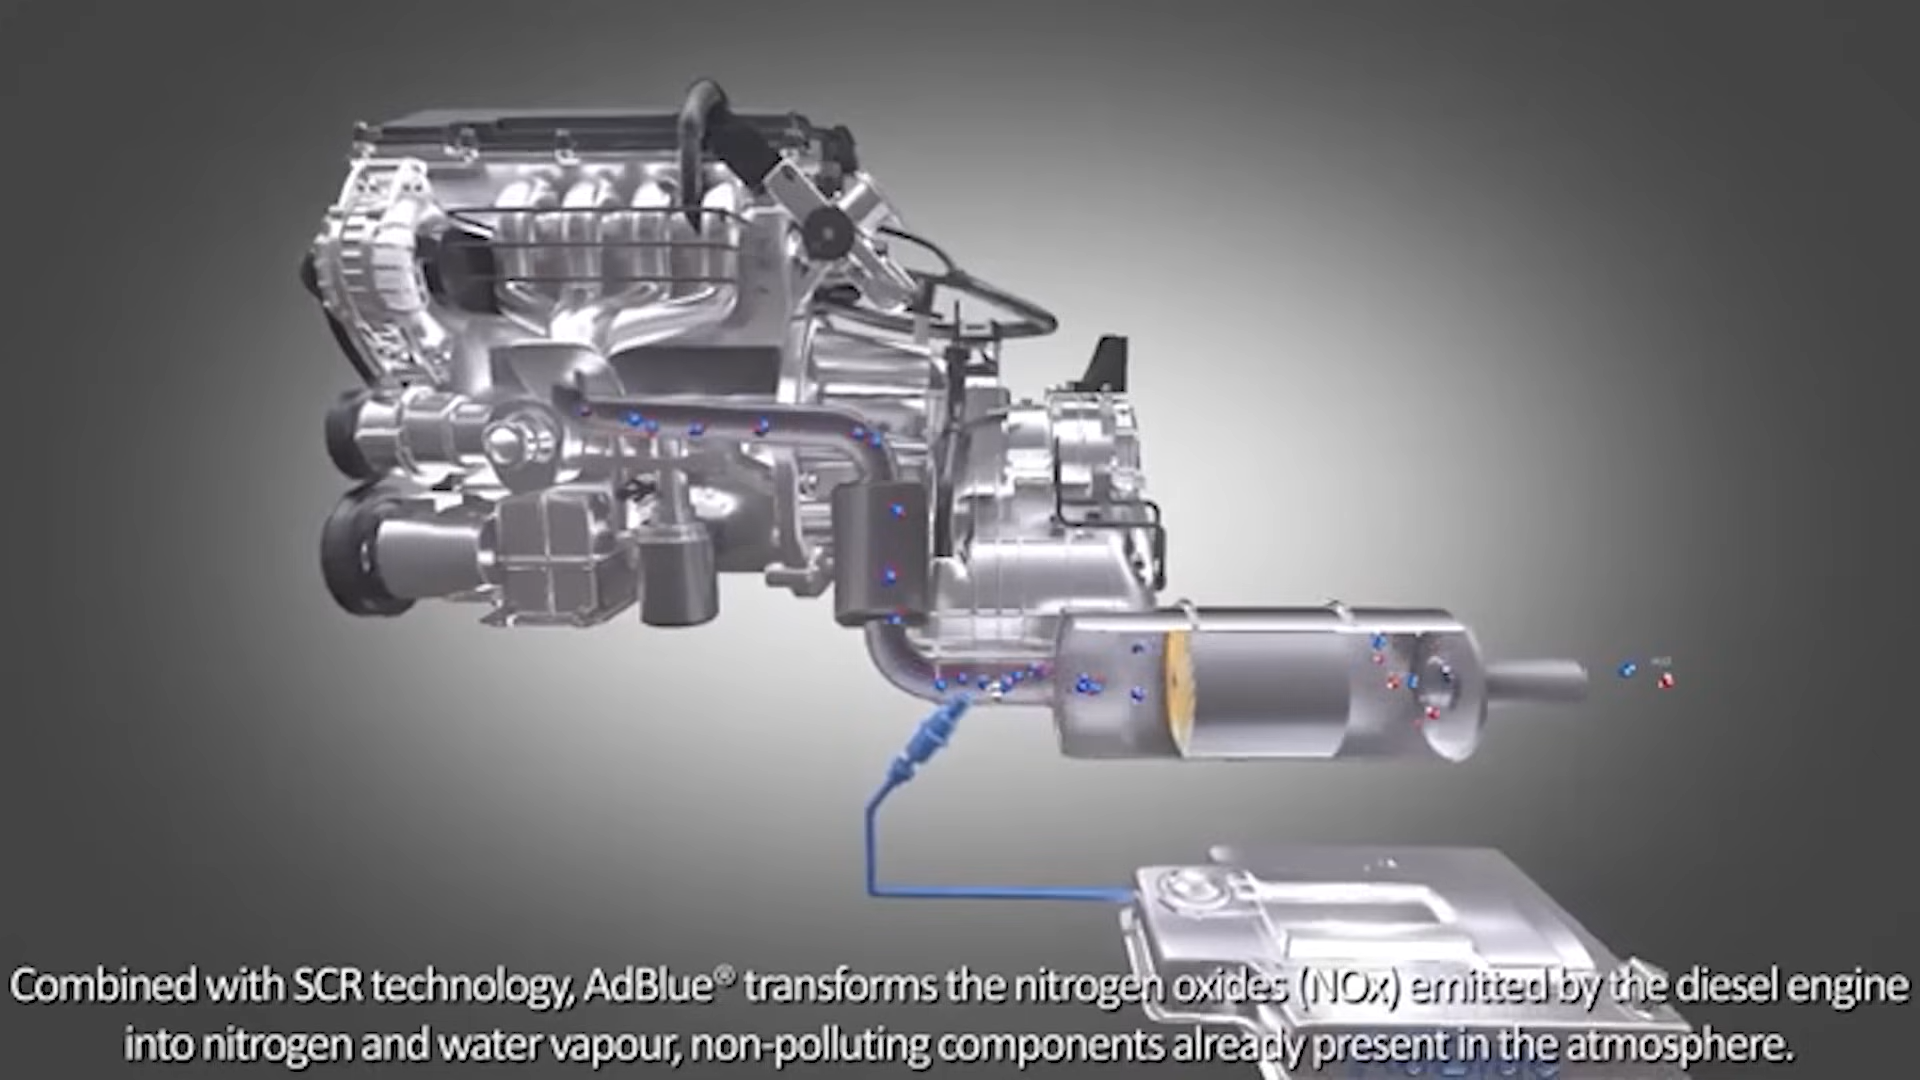 H₂O
Combined with SCR technology, AdBlue® transforms the nitrogen oxides (NOx) emitted by the diesel engine
into nitrogen and water vapour, non-polluting components already present in the atmosphere.